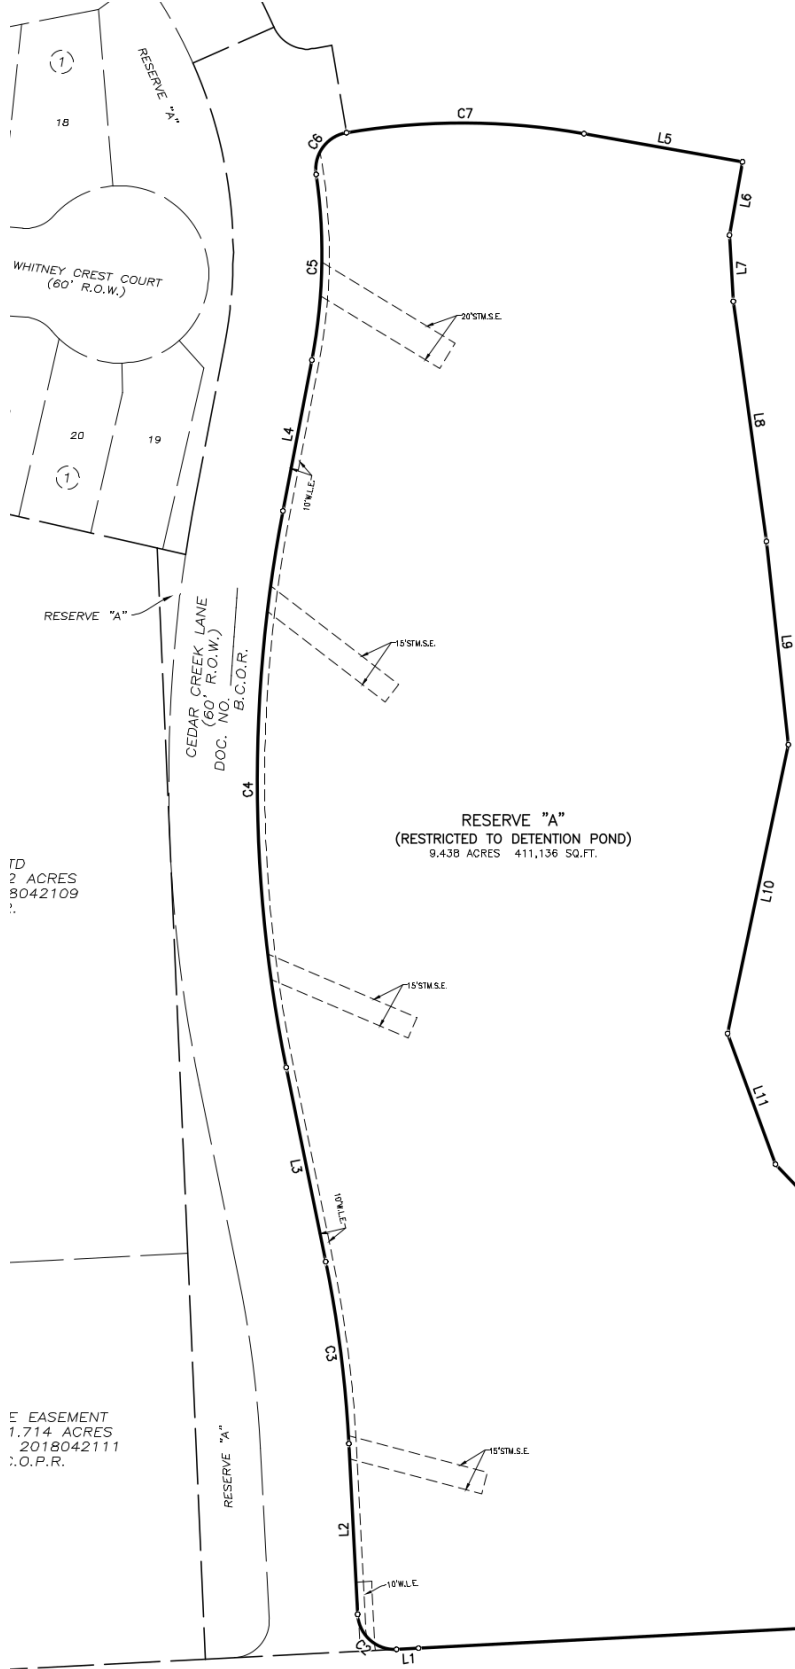 RESERVE "A"
1
18
C6
C7
L5
L6
WHITNEY CREST COURT
(60' R.O.W.)
C5
L7
20'STM.S.E.
L8
L4
20
19
1
10'W.L.E.
RESERVE "A"
CEDAR CREEK LANE
(60' R.O.W.)
DOC. NO.
B.C.O.R.
15'STM.S.E.
L9
C4
RESERVE "A"
(RESTRICTED TO DETENTION POND)
9.438 ACRES 411,136 SQ.FT.
TD
2 ACRES
8042109
L10
15'STM.S.E.
L11
L3
10'W.L.E.
C3
E EASEMENT
1.714 ACRES
2018042111
C.O.P.R.
RESERVE "A"
15'STM.S.E.
L2
10'W.L.E.
C2
L1